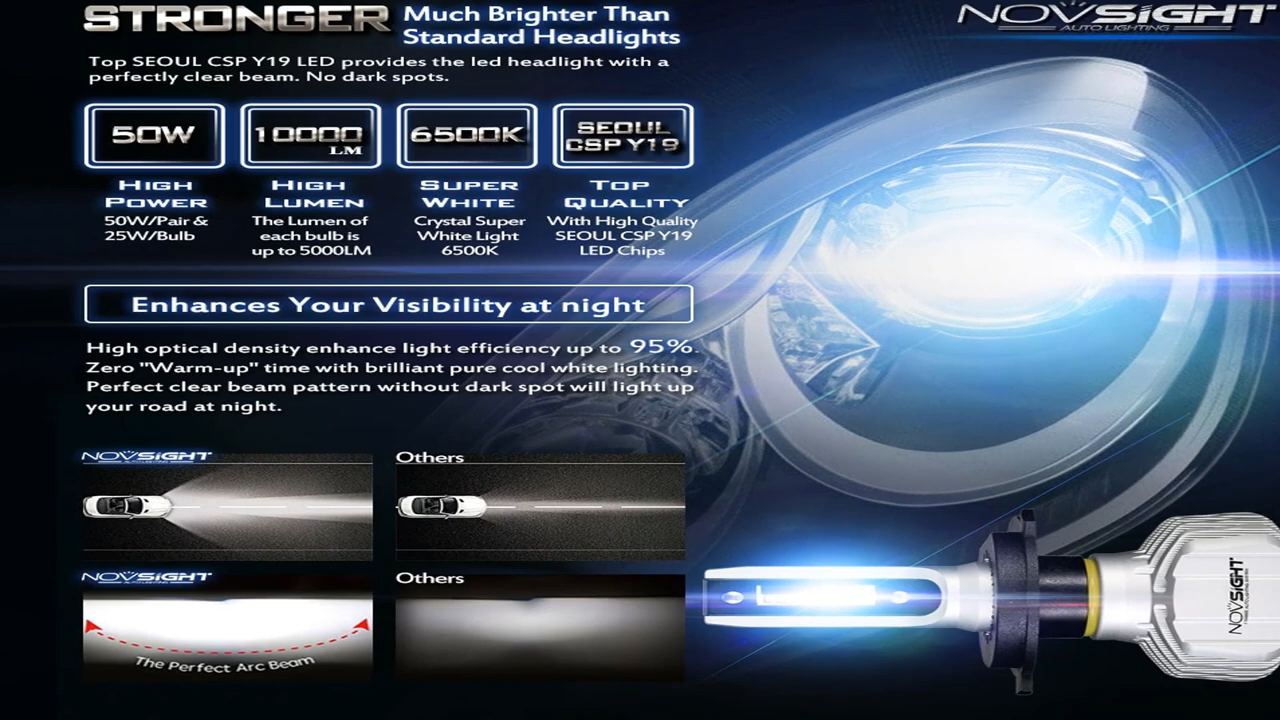 STRONGER
Much Brighter Than
Standard Headlights
NOVSIGHT
AUTO LIGHTING
Top SEOUL CSP Y19 LED provides the led headlight with a
perfectly clear beam. No dark spots.
50W
10000
LM
6500K
SEOUL
CSP Y19
High
Power
High
Lumen
Super
White
Top
Quality
50W/Pair &
25W/Bulb
The Lumen of
each bulb is
up to 5000LM
Crystal Super
White Light
6500K
With High Quality
SEOUL CSP Y19
LED Chips
Enhances Your Visibility at night
High optical density enhance light efficiency up to 95%.
Zero "Warm-up" time with brilliant pure cool white lighting.
Perfect clear beam pattern without dark spot will light up
your road at night.
NOVSIGHT
AUTO LIGHTING
Others
NOVSIGHT
AUTO LIGHTING
Others
The Perfect Arc Beam
NOVSIGHT